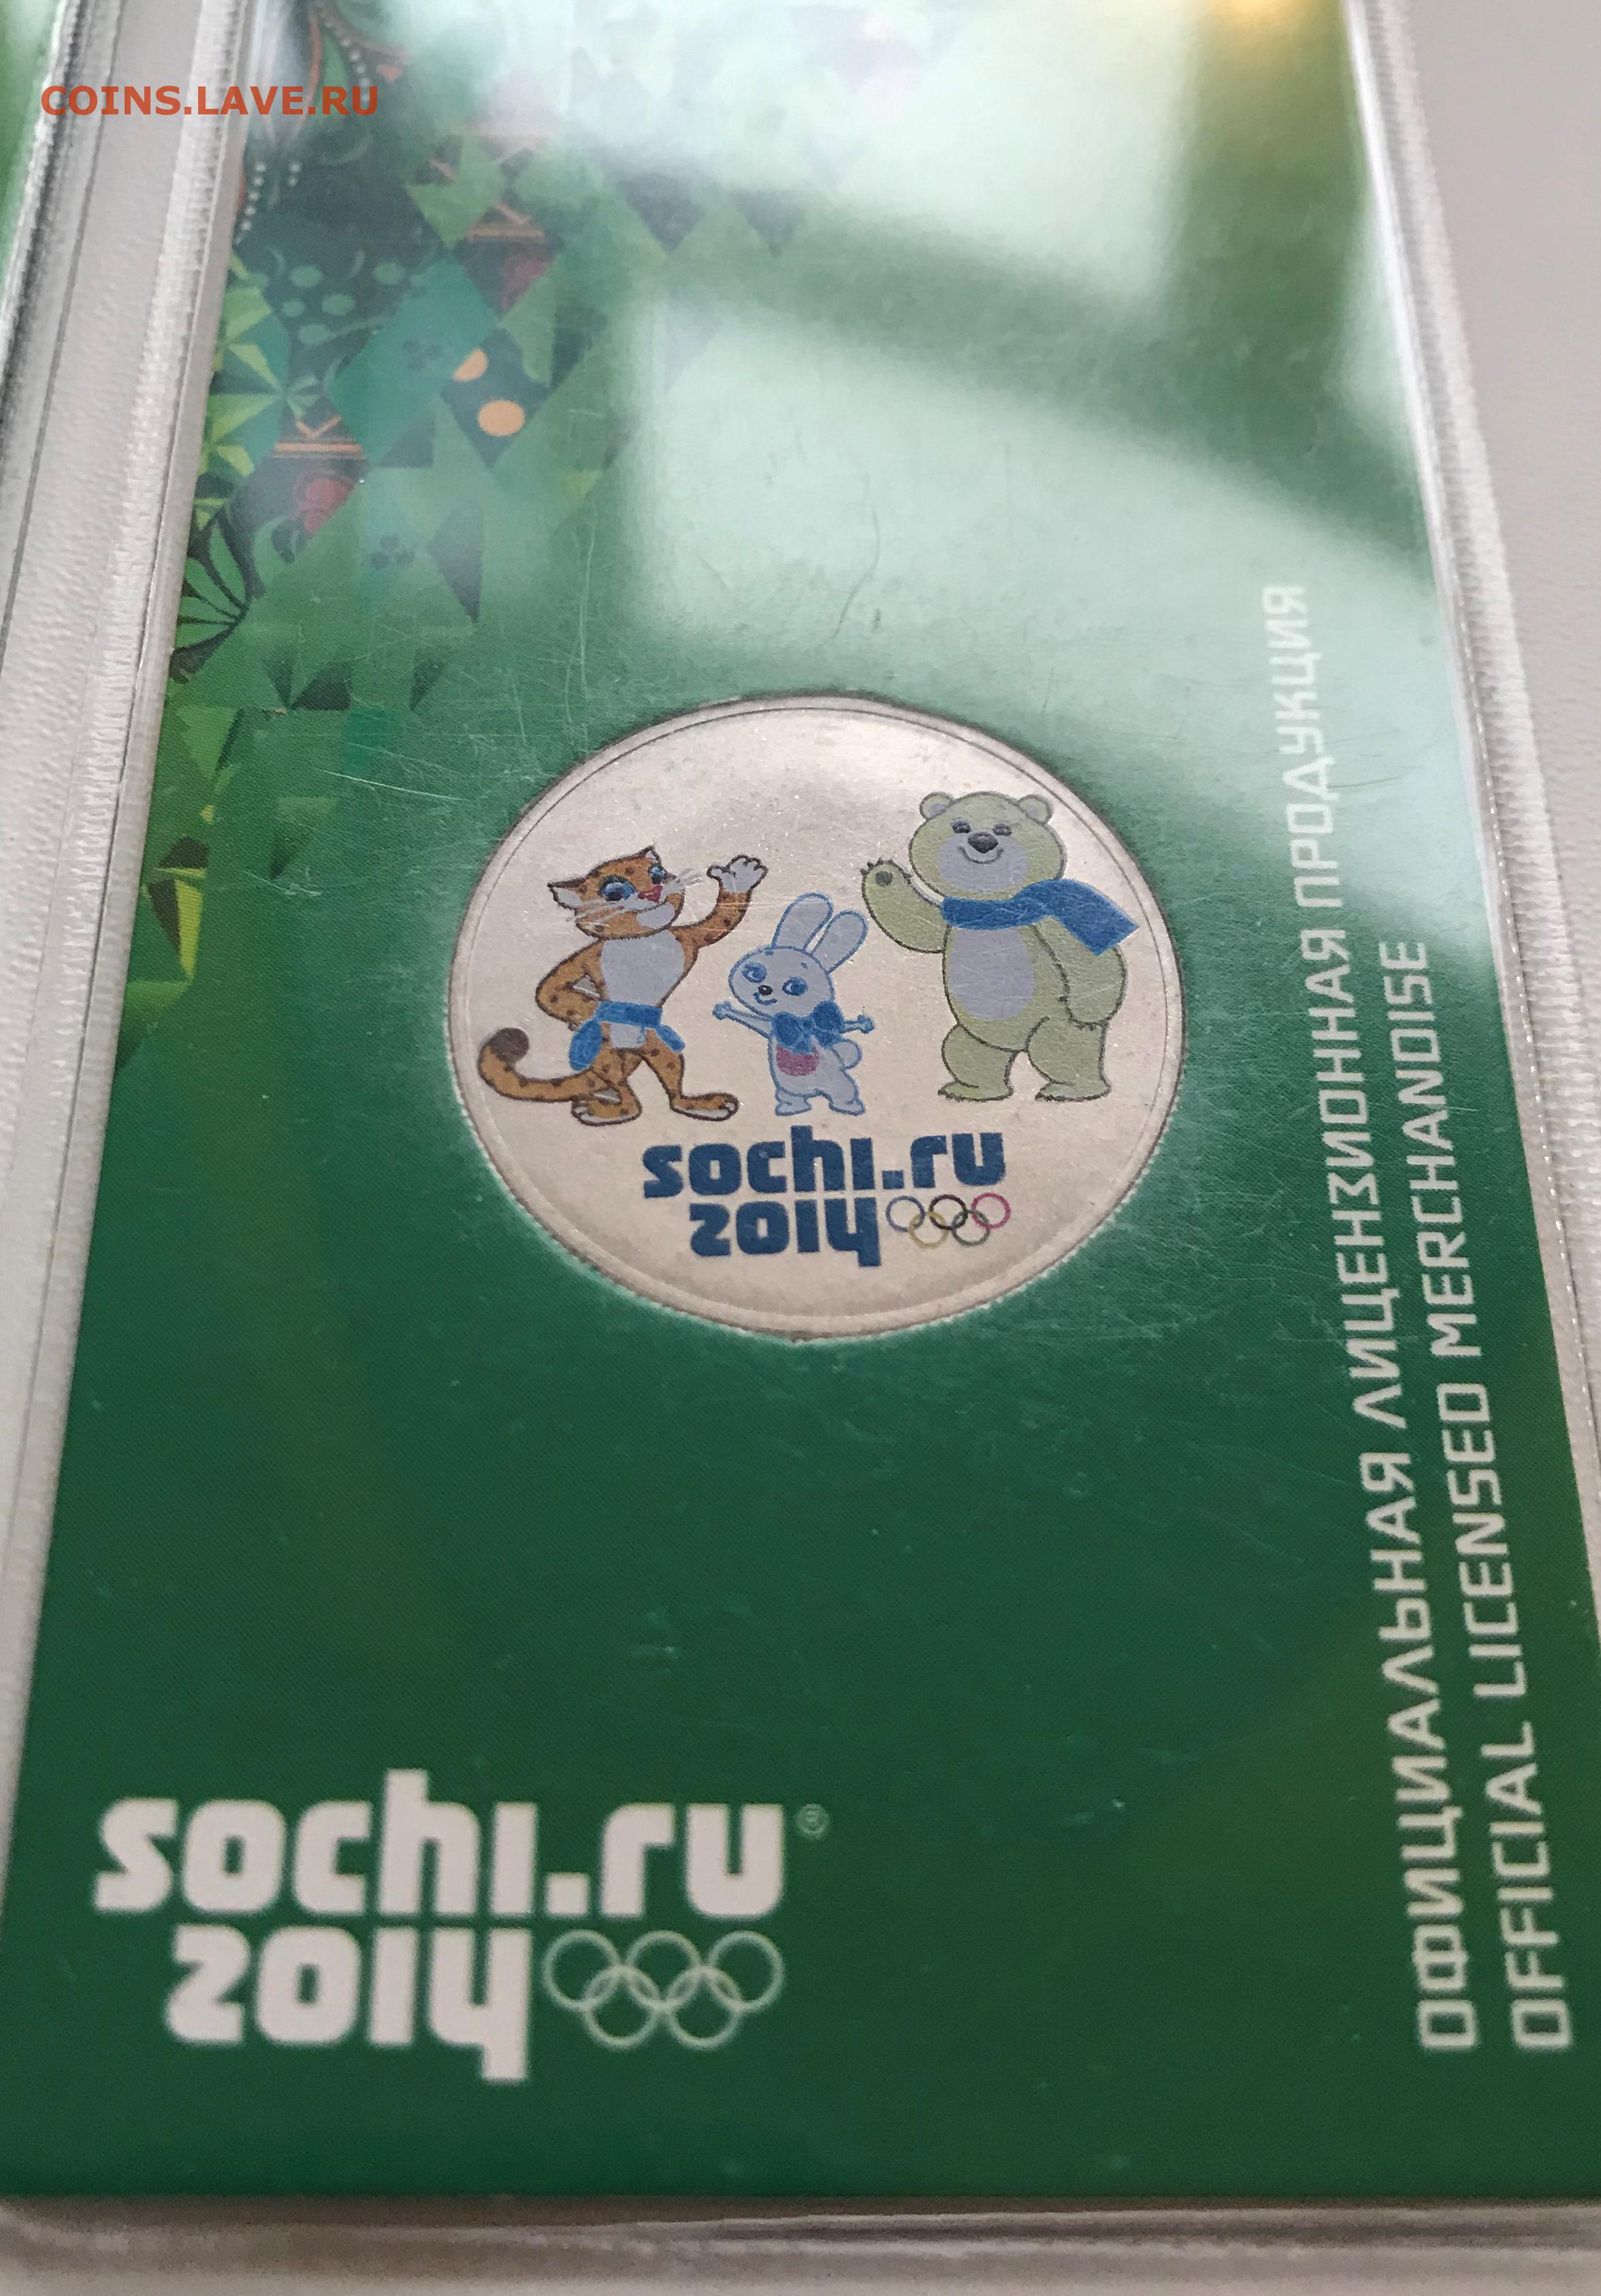 COINS.LAVE.RU
sochi.ru
2014
ОФИЦИАЛЬНАЯ ЛИЦЕНЗИОННАЯ ПРОДУКЦИЯ
OFFICIAL LICENSED MERCHANDISE
sochi.ru®
2014